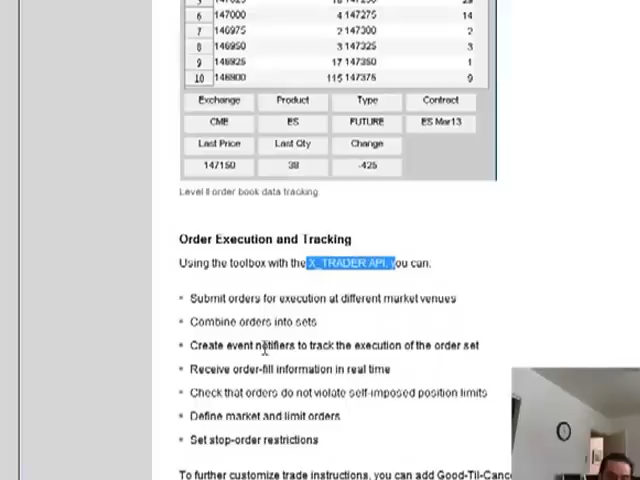 6 147000 4 147275 14
7 146975 2 147300 2
8 146950 3 147325 3
9 146925 17 147350 1
10 146900 115 147375 9
Exchange Product Type Contract
CME ES FUTURE ES Mar13
Last Price Last Qty Change
147150 38 -425
Level II order book data tracking.
Order Execution and Tracking
Using the toolbox with the X_TRADER API, you can:
Submit orders for execution at different market venues
Combine orders into sets
Create event notifiers to track the execution of the order set
Receive order-fill information in real time
Check that orders do not violate self-imposed position limits
Define market and limit orders
Set stop-order restrictions
To further customize trade instructions, you can add Good-Til-Cance